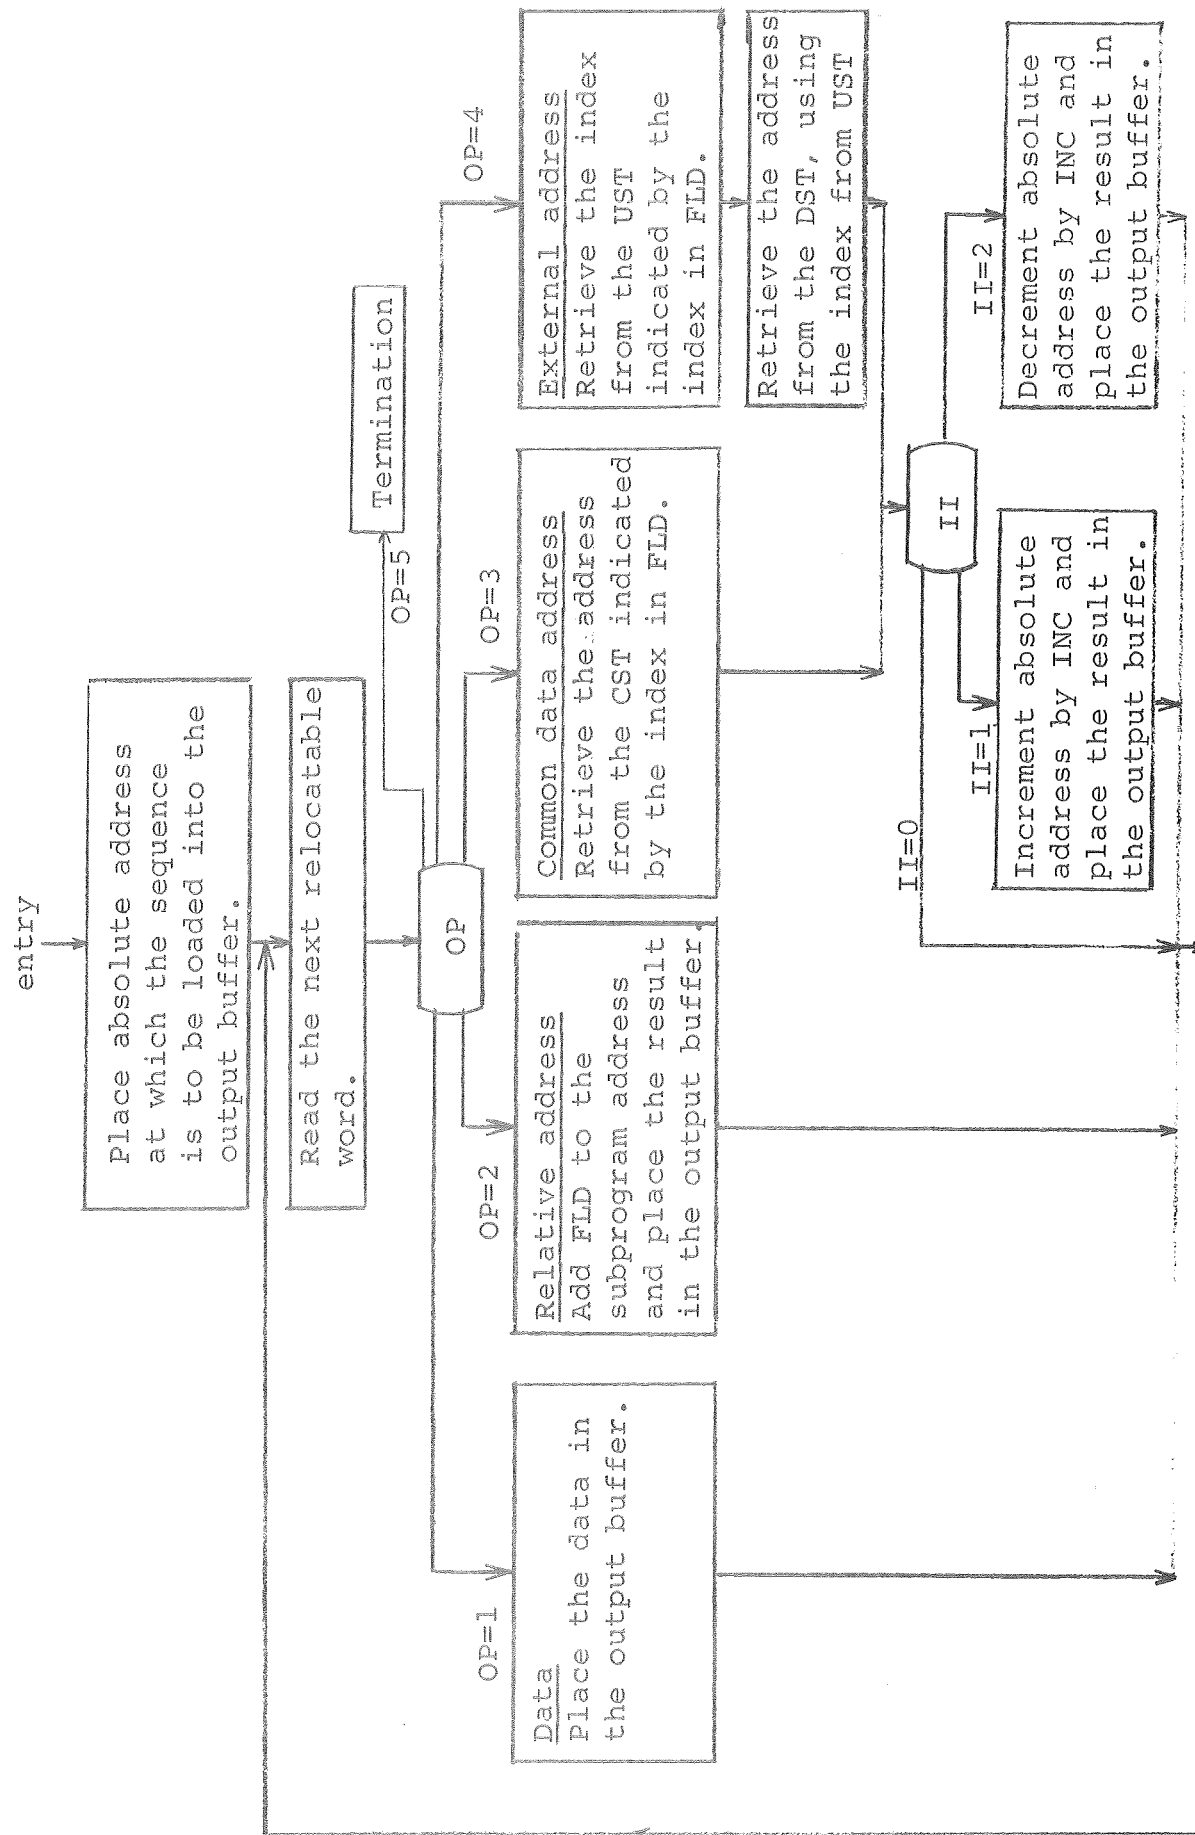 entry
Place absolute address
at which the sequence
is to be loaded into the
output buffer.
Read the next relocatable
word.
OP
OP=5
Termination
OP=1
Data
Place the data in
the output buffer.
OP=2
Relative address
Add FLD to the
subprogram address
and place the result
in the output buffer.
OP=3
Common data address
Retrieve the address
from the CST indicated
by the index in FLD.
OP=4
External address
Retrieve the index
from the UST
indicated by the
index in FLD.
Retrieve the address
from the DST, using
the index from UST
II
II=0
II=1
Increment absolute
address by INC and
place the result in
the output buffer.
II=2
Decrement absolute
address by INC and
place the result in
the output buffer.